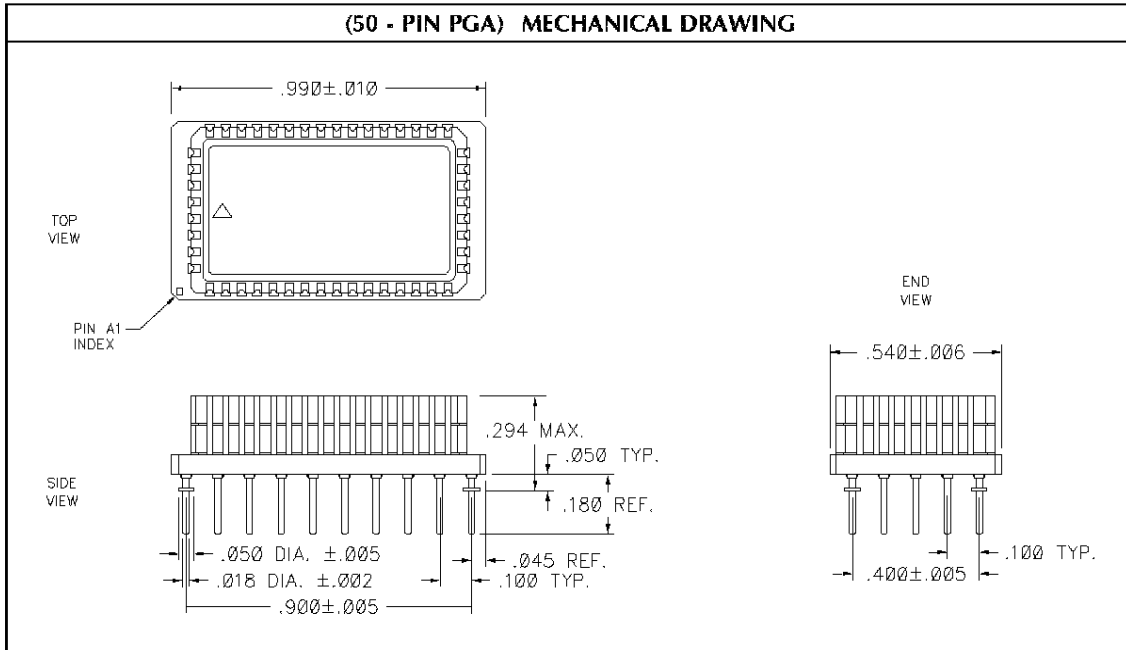 (50 - PIN PGA) MECHANICAL DRAWING
.990±.010
TOP
VIEW
PIN A1
INDEX
END
VIEW
.540±.006
.294 MAX.
.050 TYP.
SIDE
VIEW
.180 REF.
.050 DIA. ±.005
.045 REF.
.100 TYP.
.018 DIA. ±.002
.100 TYP.
.400±.005
.900±.005